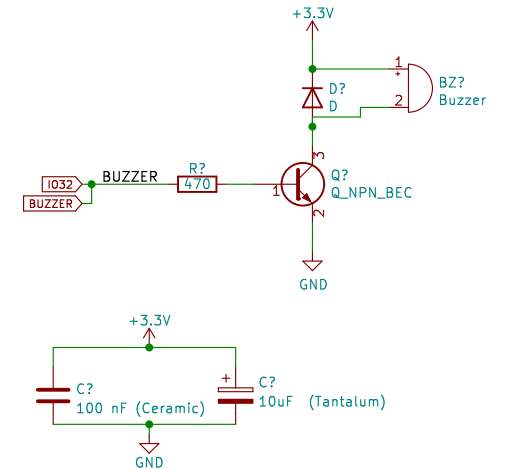 +3.3V
1
+
D?
D
BZ?
Buzzer
2
3
R?
470
BUZZER
IO32
BUZZER
1
Q?
Q_NPN_BEC
2
GND
+3.3V
C?
100 nF (Ceramic)
+
C?
10uF (Tantalum)
GND